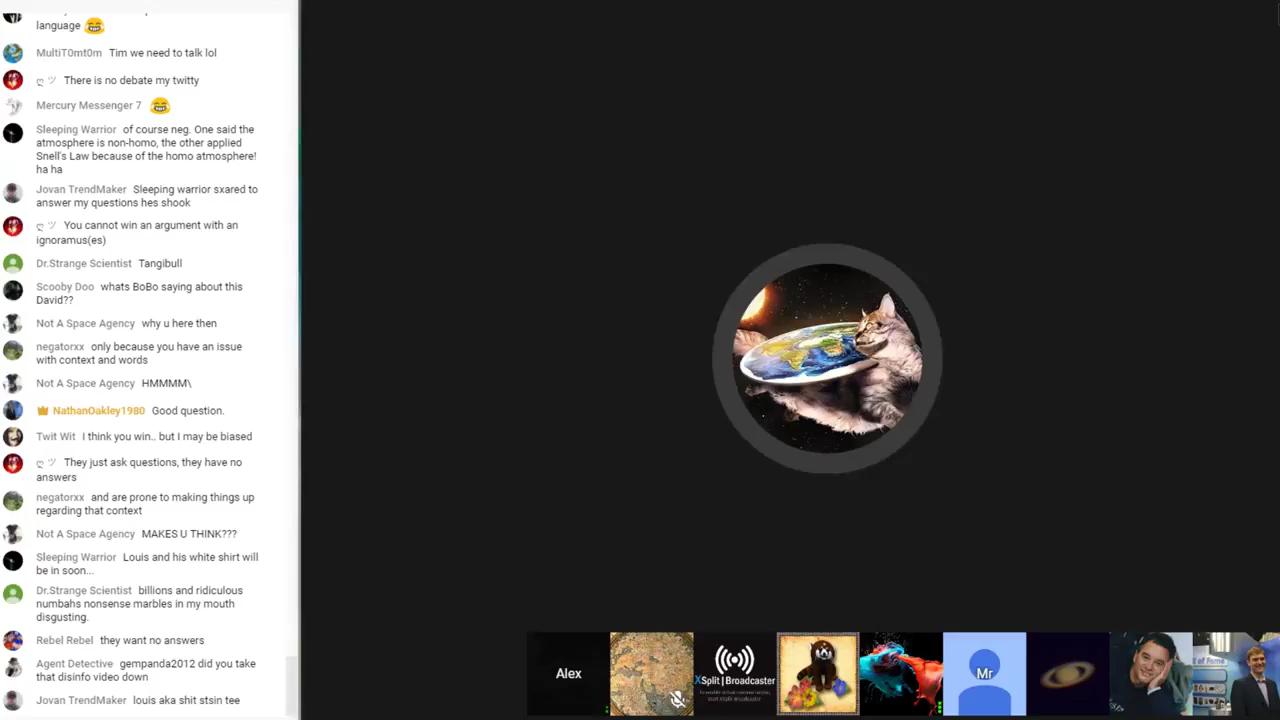 language 😂
MultiT0mt0m Tim we need to talk lol
ღ ツ There is no debate my twitty
Mercury Messenger 7 😂
Sleeping Warrior of course neg. One said the
atmosphere is non-homo, the other applied
Snell's Law because of the homo atmosphere!
ha ha
Jovan TrendMaker Sleeping warrior sxared to
answer my questions hes shook
ღ ツ You cannot win an argument with an
ignoramus(es)
Dr.Strange Scientist Tangibull
Scooby Doo whats BoBo saying about this
David??
Not A Space Agency why u here then
negatorxx only because you have an issue
with context and words
Not A Space Agency HMMMM\
NathanOakley1980 Good question.
Twit Wit I think you win.. but I may be biased
ღ ツ They just ask questions, they have no
answers
negatorxx and are prone to making things up
regarding that context
Not A Space Agency MAKES U THINK???
Sleeping Warrior Louis and his white shirt will
be in soon...
Dr.Strange Scientist billions and ridiculous
numbahs nonsense marbles in my mouth
disgusting.
Rebel Rebel they want no answers
Agent Detective gempanda2012 did you take
that disinfo video down
Jovan TrendMaker louis aka shit stsin tee
Alex
XSplit | Broadcaster
Mr